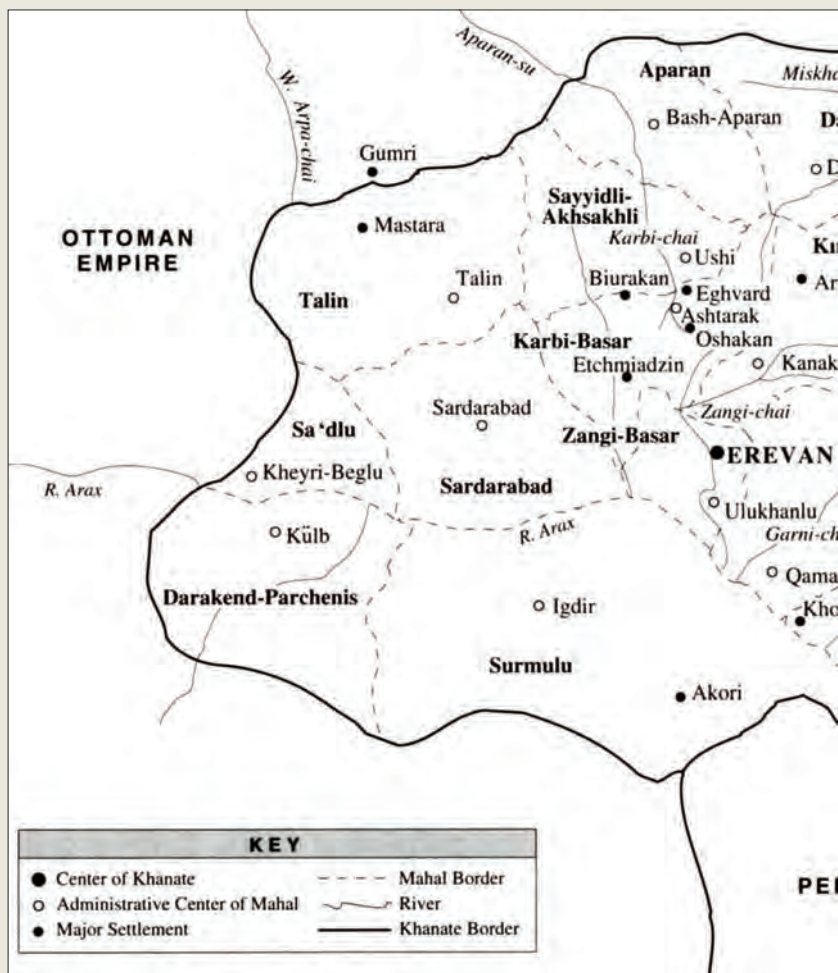 Aparan-su
W. Arpa-chai
Aparan
Bash-Aparan
Gumri
Mastara
OTTOMAN
EMPIRE
Sayyidli-
Akhsakhli
Karbi-chai
Ushi
Talin
Talin
Biurakan
Eghvard
Ashtarak
Oshakan
Karbi-Basar
Etchmiadzin
Sardarabad
Zangi-chai
Sa‘dlu
Zangi-Basar
EREVAN
Kheyri-Beglu
Sardarabad
R. Arax
Ulukhanlu
R. Arax
Külb
Darakend-Parchenis
Igdir
Surmulu
Akori
KEY
Center of Khanate
Mahal Border
Administrative Center of Mahal
River
Major Settlement
Khanate Border